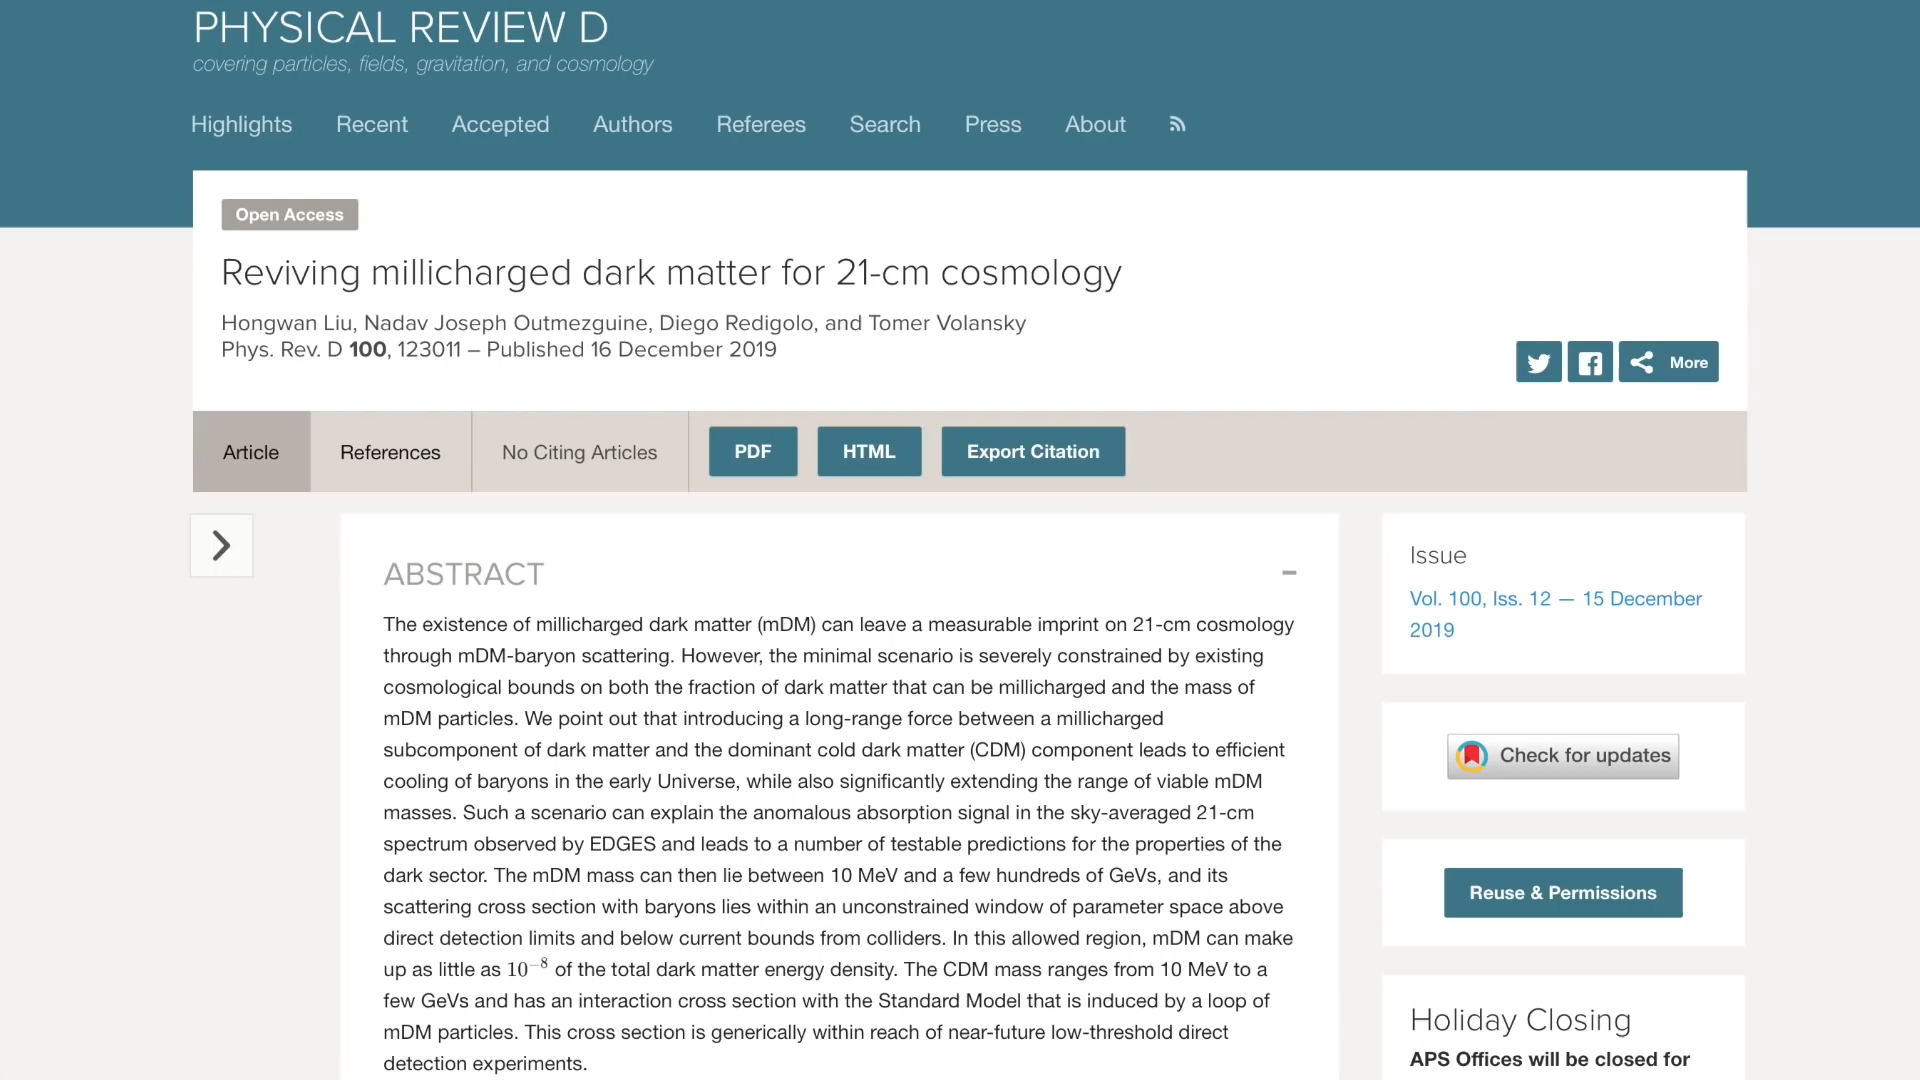 PHYSICAL REVIEW D
covering particles, fields, gravitation, and cosmology
Highlights Recent Accepted Authors Referees Search Press About
Open Access
Reviving millicharged dark matter for 21-cm cosmology
Hongwan Liu, Nadav Joseph Outmezguine, Diego Redigolo, and Tomer Volansky
Phys. Rev. D 100, 123011 – Published 16 December 2019
More
Article References No Citing Articles PDF HTML Export Citation
ABSTRACT
The existence of millicharged dark matter (mDM) can leave a measurable imprint on 21-cm cosmology
through mDM-baryon scattering. However, the minimal scenario is severely constrained by existing
cosmological bounds on both the fraction of dark matter that can be millicharged and the mass of
mDM particles. We point out that introducing a long-range force between a millicharged
subcomponent of dark matter and the dominant cold dark matter (CDM) component leads to efficient
cooling of baryons in the early Universe, while also significantly extending the range of viable mDM
masses. Such a scenario can explain the anomalous absorption signal in the sky-averaged 21-cm
spectrum observed by EDGES and leads to a number of testable predictions for the properties of the
dark sector. The mDM mass can then lie between 10 MeV and a few hundreds of GeVs, and its
scattering cross section with baryons lies within an unconstrained window of parameter space above
direct detection limits and below current bounds from colliders. In this allowed region, mDM can make
up as little as 10⁻⁸ of the total dark matter energy density. The CDM mass ranges from 10 MeV to a
few GeVs and has an interaction cross section with the Standard Model that is induced by a loop of
mDM particles. This cross section is generically within reach of near-future low-threshold direct
detection experiments.
Issue
Vol. 100, Iss. 12 — 15 December
2019
Check for updates
Reuse & Permissions
Holiday Closing
APS Offices will be closed for